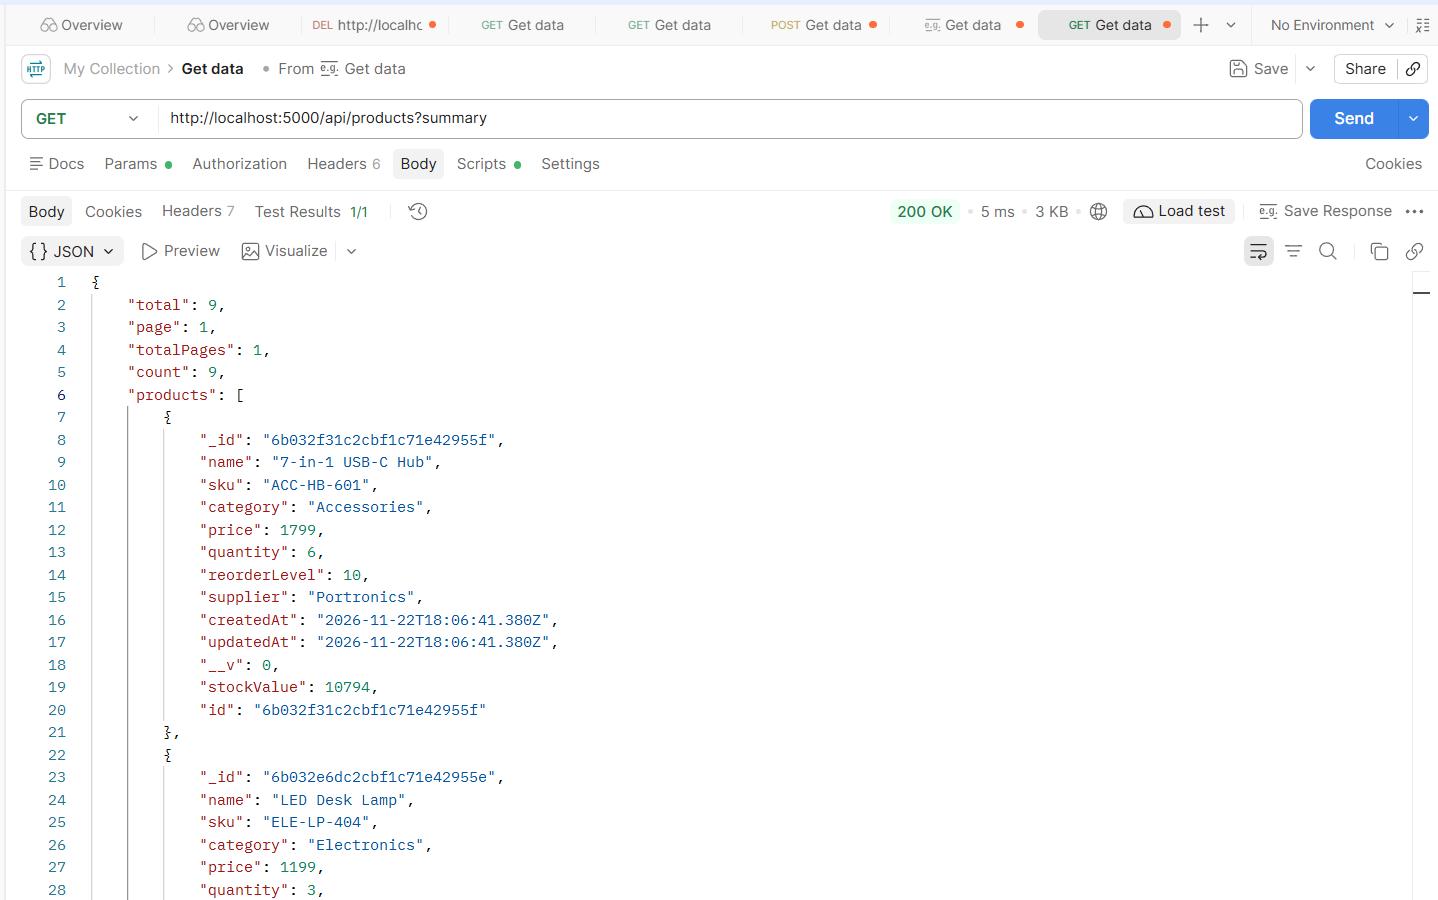 Overview Overview DEL http://localhc GET Get data GET Get data POST Get data e.g. Get data GET Get data No Environment
HTTP My Collection > Get data • From e.g. Get data Save Share
GET http://localhost:5000/api/products?summary Send
Docs Params Authorization Headers 6 Body Scripts Settings Cookies
Body Cookies Headers 7 Test Results 1/1 200 OK • 5 ms • 3 KB • Load test e.g. Save Response
{} JSON Preview Visualize
1 {
2 "total": 9,
3 "page": 1,
4 "totalPages": 1,
5 "count": 9,
6 "products": [
7 {
8 "_id": "6b032f31c2cbf1c71e42955f",
9 "name": "7-in-1 USB-C Hub",
10 "sku": "ACC-HB-601",
11 "category": "Accessories",
12 "price": 1799,
13 "quantity": 6,
14 "reorderLevel": 10,
15 "supplier": "Portronics",
16 "createdAt": "2026-11-22T18:06:41.380Z",
17 "updatedAt": "2026-11-22T18:06:41.380Z",
18 "__v": 0,
19 "stockValue": 10794,
20 "id": "6b032f31c2cbf1c71e42955f"
21 },
22 {
23 "_id": "6b032e6dc2cbf1c71e42955e",
24 "name": "LED Desk Lamp",
25 "sku": "ELE-LP-404",
26 "category": "Electronics",
27 "price": 1199,
28 "quantity": 3,